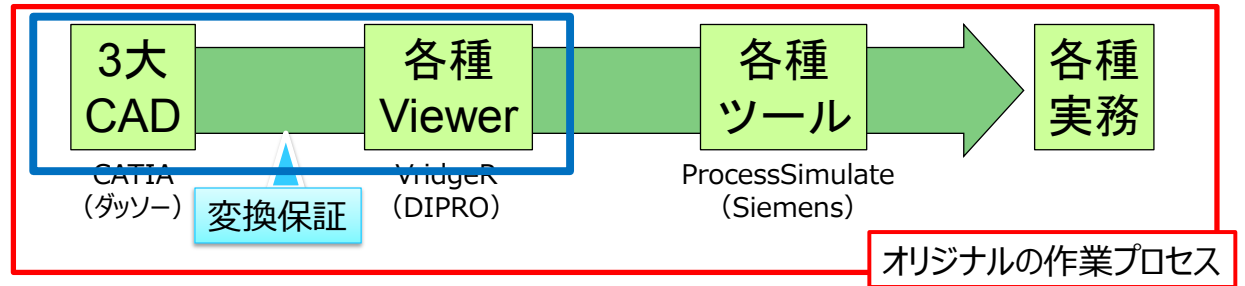 3大
CAD
各種
Viewer
各種
ツール
各種
実務
CATIA
（ダッソー）
変換保証
VridgeR
（DIPRO）
ProcessSimulate
（Siemens）
オリジナルの作業プロセス